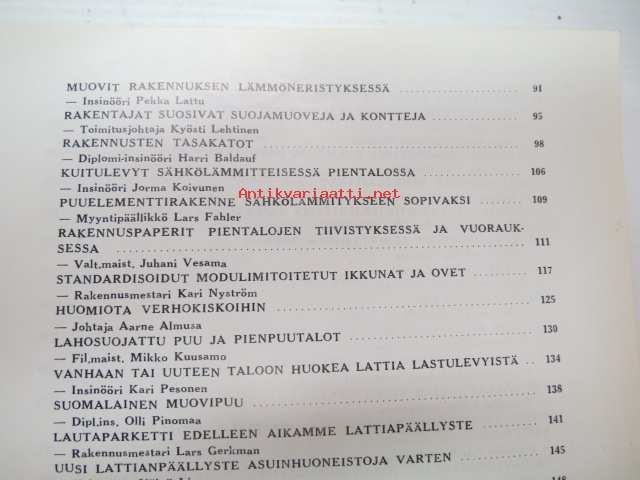 MUOVIT RAKENNUKSEN LÄMMÖNERISTYKSESSÄ 91
— Insinööri Pekka Lattu
RAKENTAJAT SUOSIVAT SUOJAMUOVEJA JA KONTTEJA 95
— Toimitusjohtaja Kyösti Lehtinen
RAKENNUSTEN TASAKATOT 98
— Diplomi-insinööri Harri Baldauf
KUITULEVYT SÄHKÖLÄMMITTEISESSÄ PIENTALOSSA 106
— Insinööri Jorma Koivunen
Antikvariaatti.net
PUUELEMENTTIRAKENNE SÄHKÖLÄMMITYKSEEN SOPIVAKSI 109
— Myyntipäällikkö Lars Fahler
RAKENNUSPAPERIT PIENTALOJEN TIIVISTYKSESSÄ JA VUORAUK-
SESSA 111
— Valt.maist. Juhani Vesama
STANDARDISOIDUT MODULIMITOITETUT IKKUNAT JA OVET 117
— Rakennusmestari Kari Nyström
HUOMIOTA VERHOKISKOIHIN 125
— Johtaja Aarne Almusa
LAHOSUOJATTU PUU JA PIENPUUTALOT 130
— Fil.maist. Mikko Kuusamo
VANHAAN TAI UUTEEN TALOON HUOKEA LATTIA LASTULEVYISTÄ 134
— Insinööri Kari Pesonen
SUOMALAINEN MUOVIPUU 138
— Dipl.ins. Olli Pinomaa
LAUTAPARKETTI EDELLEEN AIKAMME LATTIAPÄÄLLYSTE 141
— Rakennusmestari Lars Gerkman
UUSI LATTIANPÄÄLLYSTE ASUINHUONEISTOJA VARTEN 145